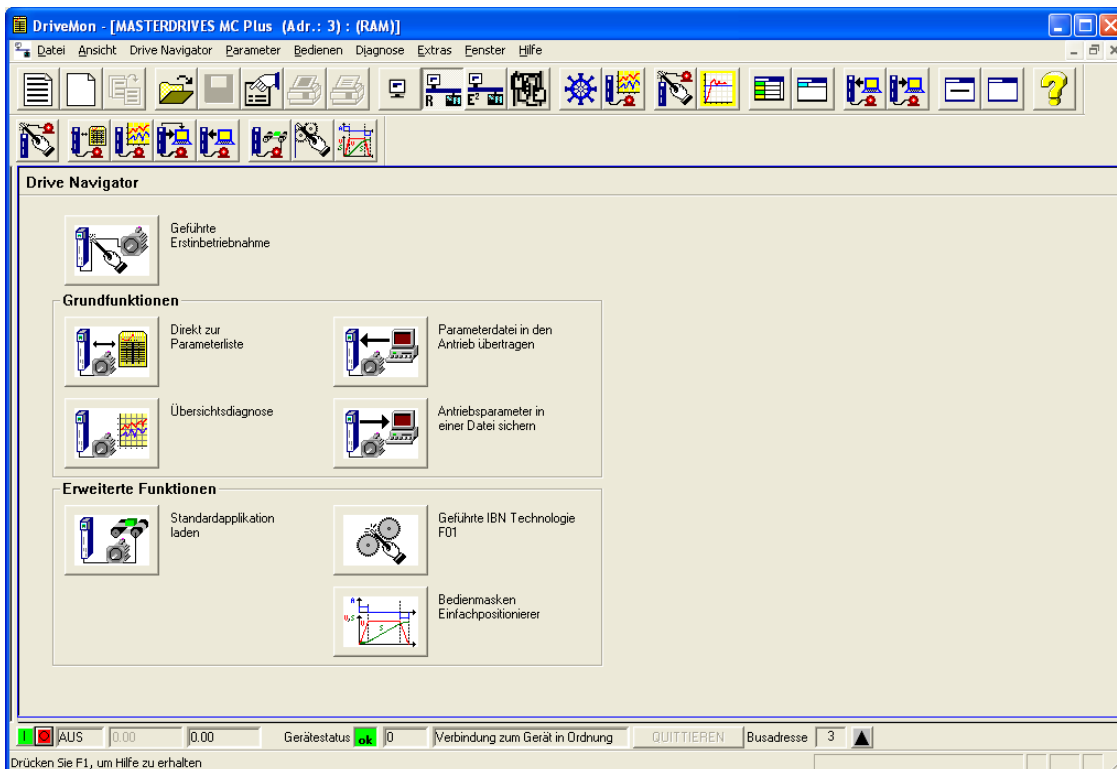 DriveMon - [MASTERDRIVES MC Plus (Adr.: 3) : (RAM)]
Datei Ansicht Drive Navigator Parameter Bedienen Diagnose Extras Fenster Hilfe
R E²
Drive Navigator
Geführte
Erstinbetriebnahme
Grundfunktionen
Direkt zur
Parameterliste
Parameterdatei in den
Antrieb übertragen
Übersichtsdiagnose
Antriebsparameter in
einer Datei sichern
Erweiterte Funktionen
Standardapplikation
laden
Geführte IBN Technologie
F01
Bedienmasken
Einfachpositionierer
AUS 0.00 0.00 Gerätestatus ok 0 Verbindung zum Gerät in Ordnung QUITTIEREN Busadresse 3
Drücken Sie F1, um Hilfe zu erhalten